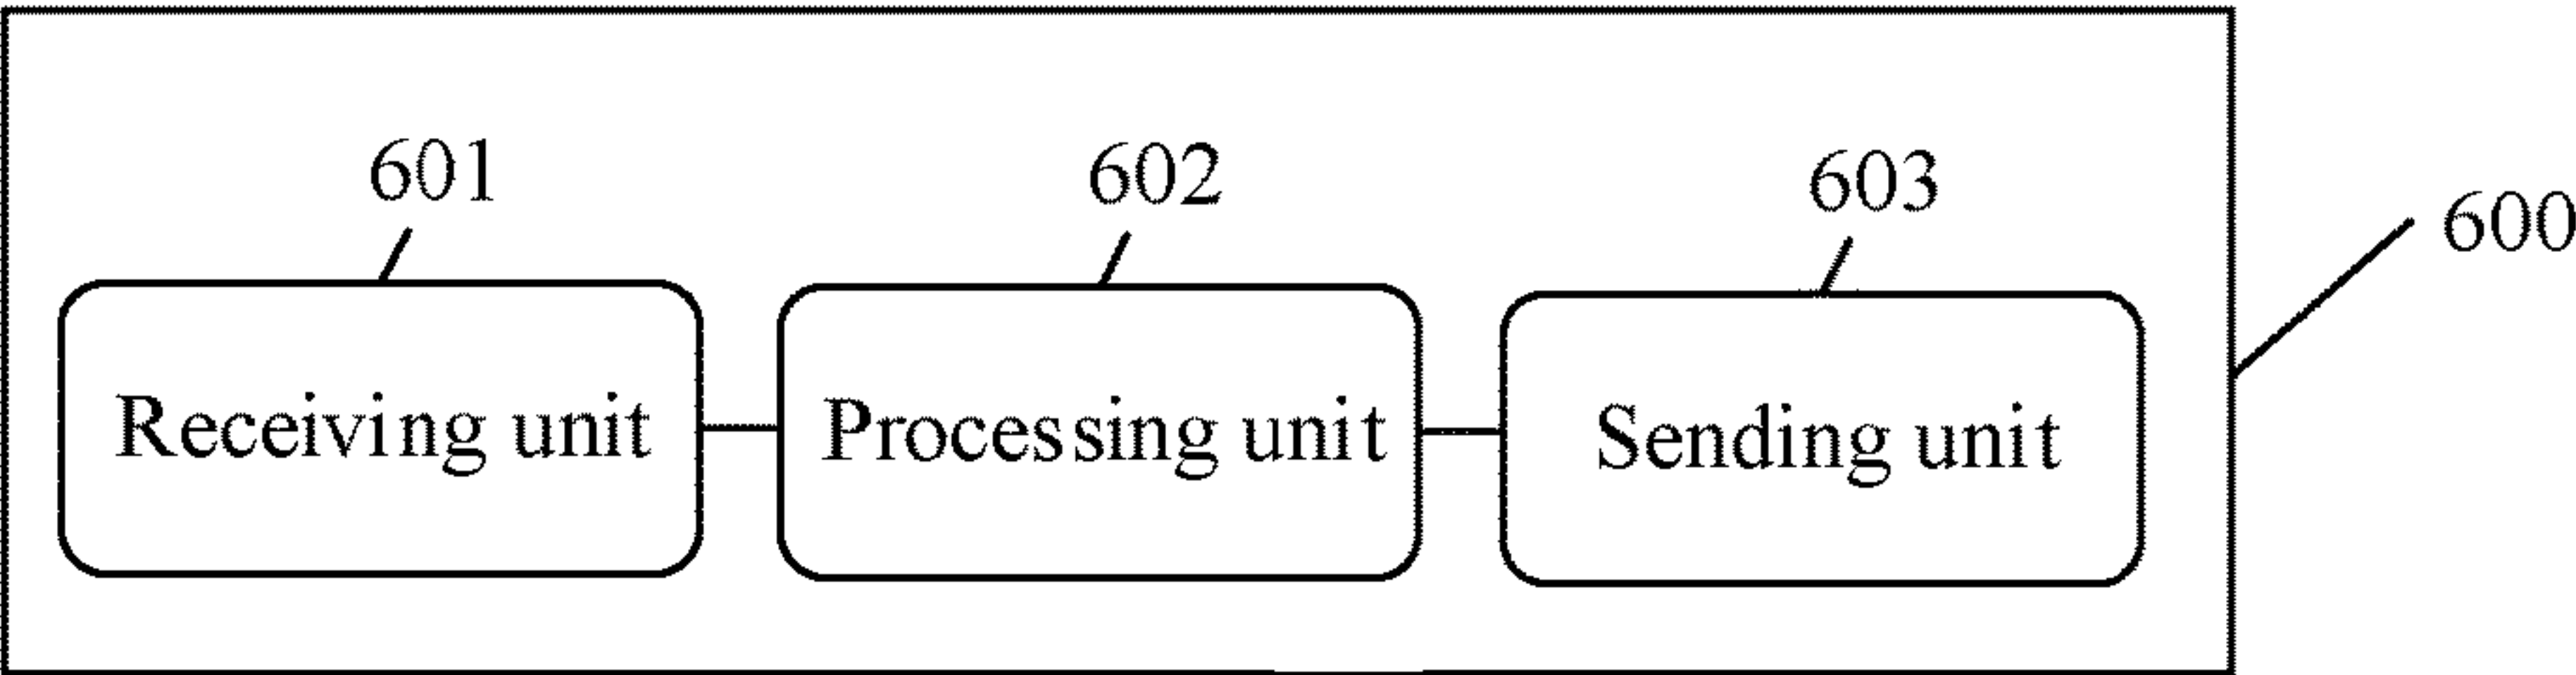 601
602
603
600
Receiving unit
Processing unit
Sending unit